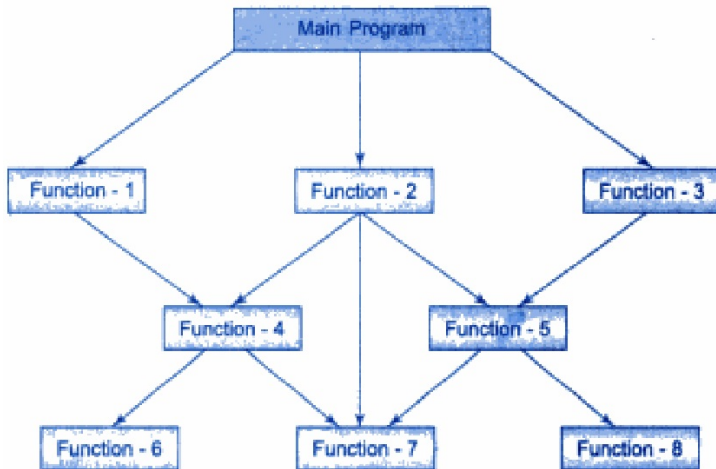 Main Program
Function - 1
Function - 2
Function - 3
Function - 4
Function - 5
Function - 6
Function - 7
Function - 8